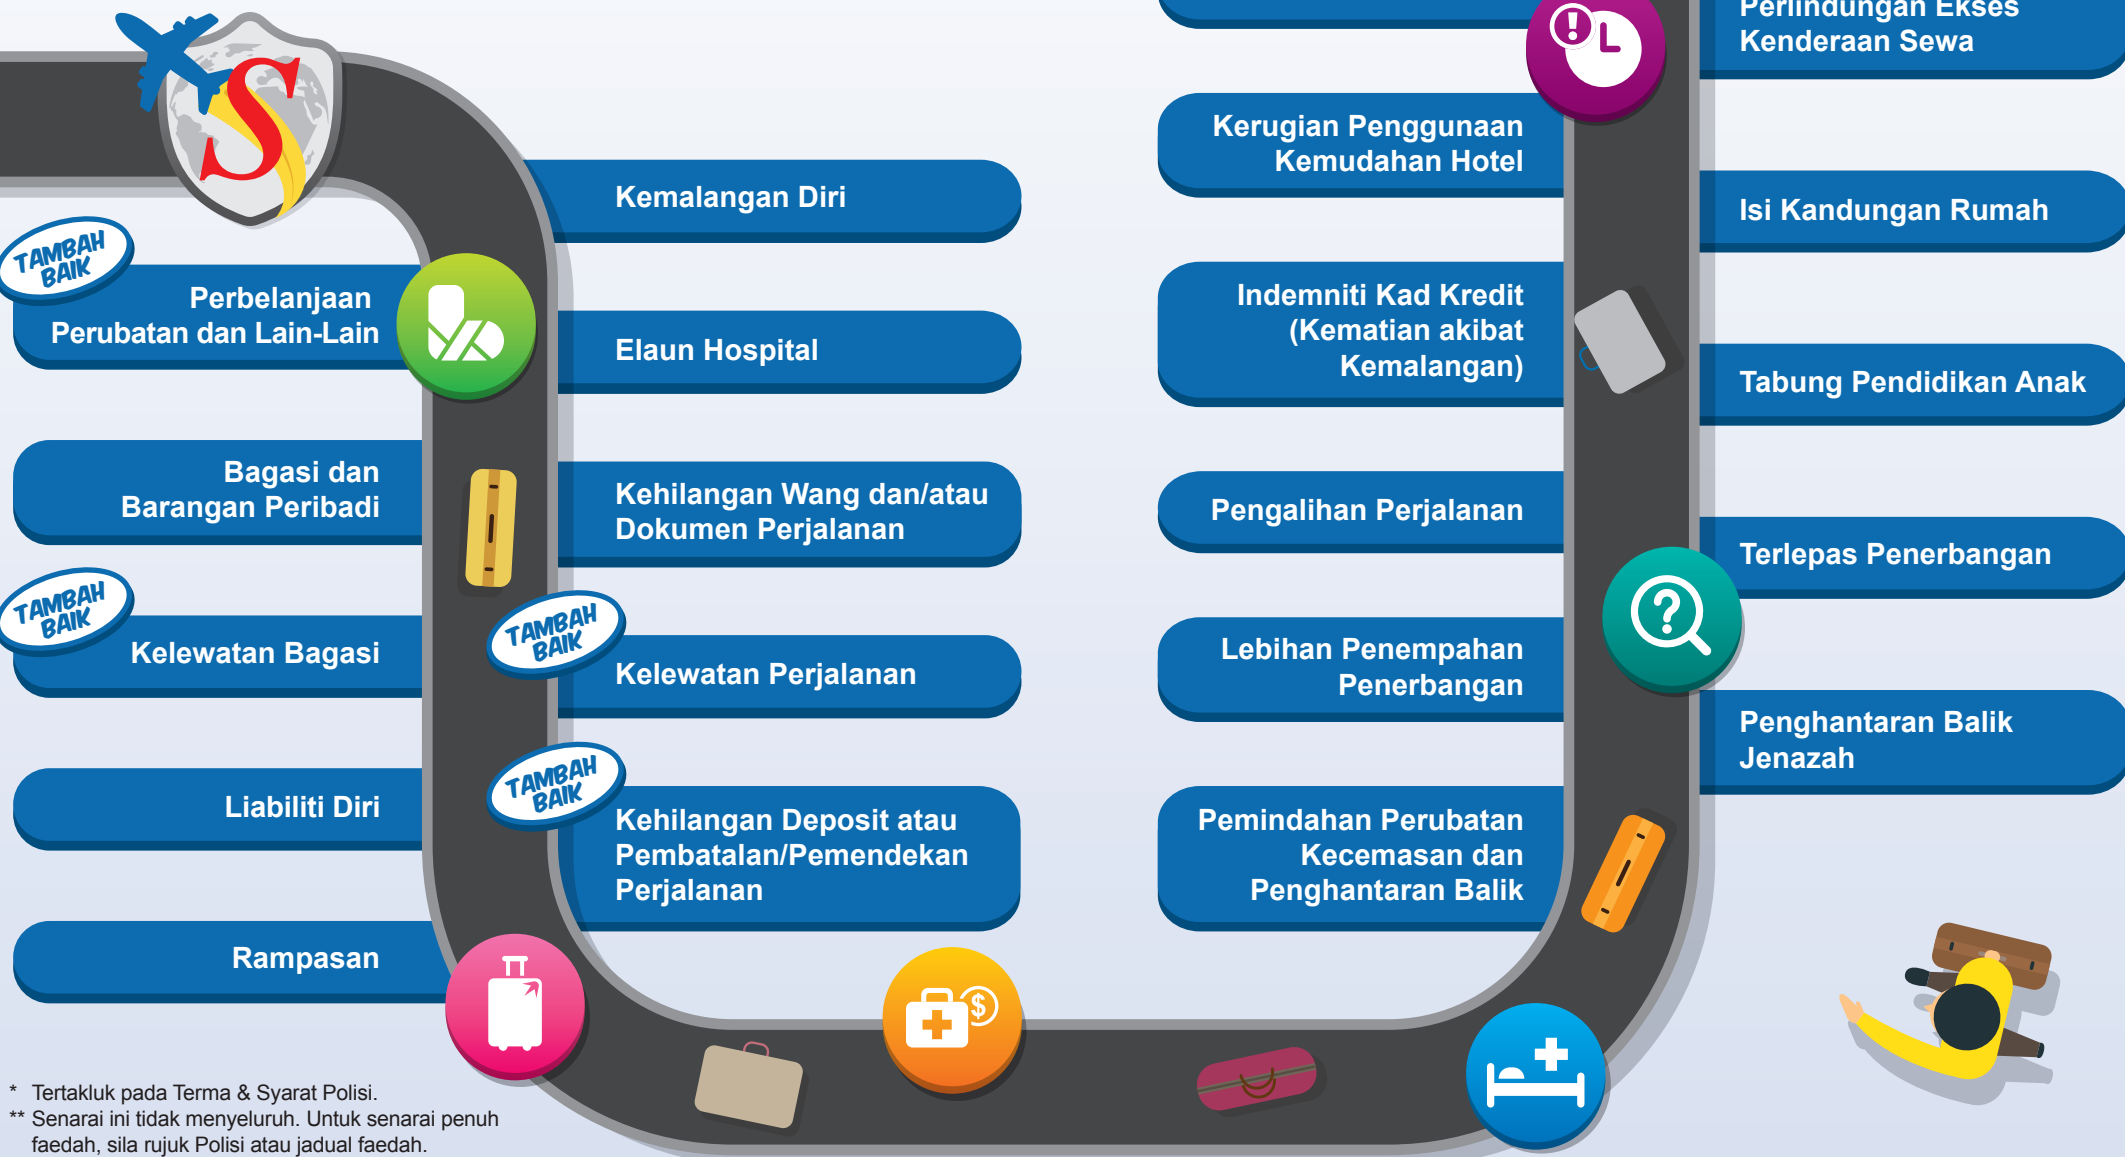 S
Kemalangan Diri
TAMBAH
BAIK
Perbelanjaan
Perubatan dan Lain-Lain
Elaun Hospital
Bagasi dan
Barangan Peribadi
Kehilangan Wang dan/atau
Dokumen Perjalanan
TAMBAH
BAIK
Kelewatan Bagasi
TAMBAH
BAIK
Kelewatan Perjalanan
Liabiliti Diri
TAMBAH
BAIK
Kehilangan Deposit atau
Pembatalan/Pemendekan
Perjalanan
Rampasan
Perlindungan Ekses
Kenderaan Sewa
Kerugian Penggunaan
Kemudahan Hotel
Isi Kandungan Rumah
Indemniti Kad Kredit
(Kematian akibat
Kemalangan)
Tabung Pendidikan Anak
Pengalihan Perjalanan
Terlepas Penerbangan
Lebihan Penempahan
Penerbangan
Penghantaran Balik
Jenazah
Pemindahan Perubatan
Kecemasan dan
Penghantaran Balik
$
* Tertakluk pada Terma & Syarat Polisi.
** Senarai ini tidak menyeluruh. Untuk senarai penuh
faedah, sila rujuk Polisi atau jadual faedah.